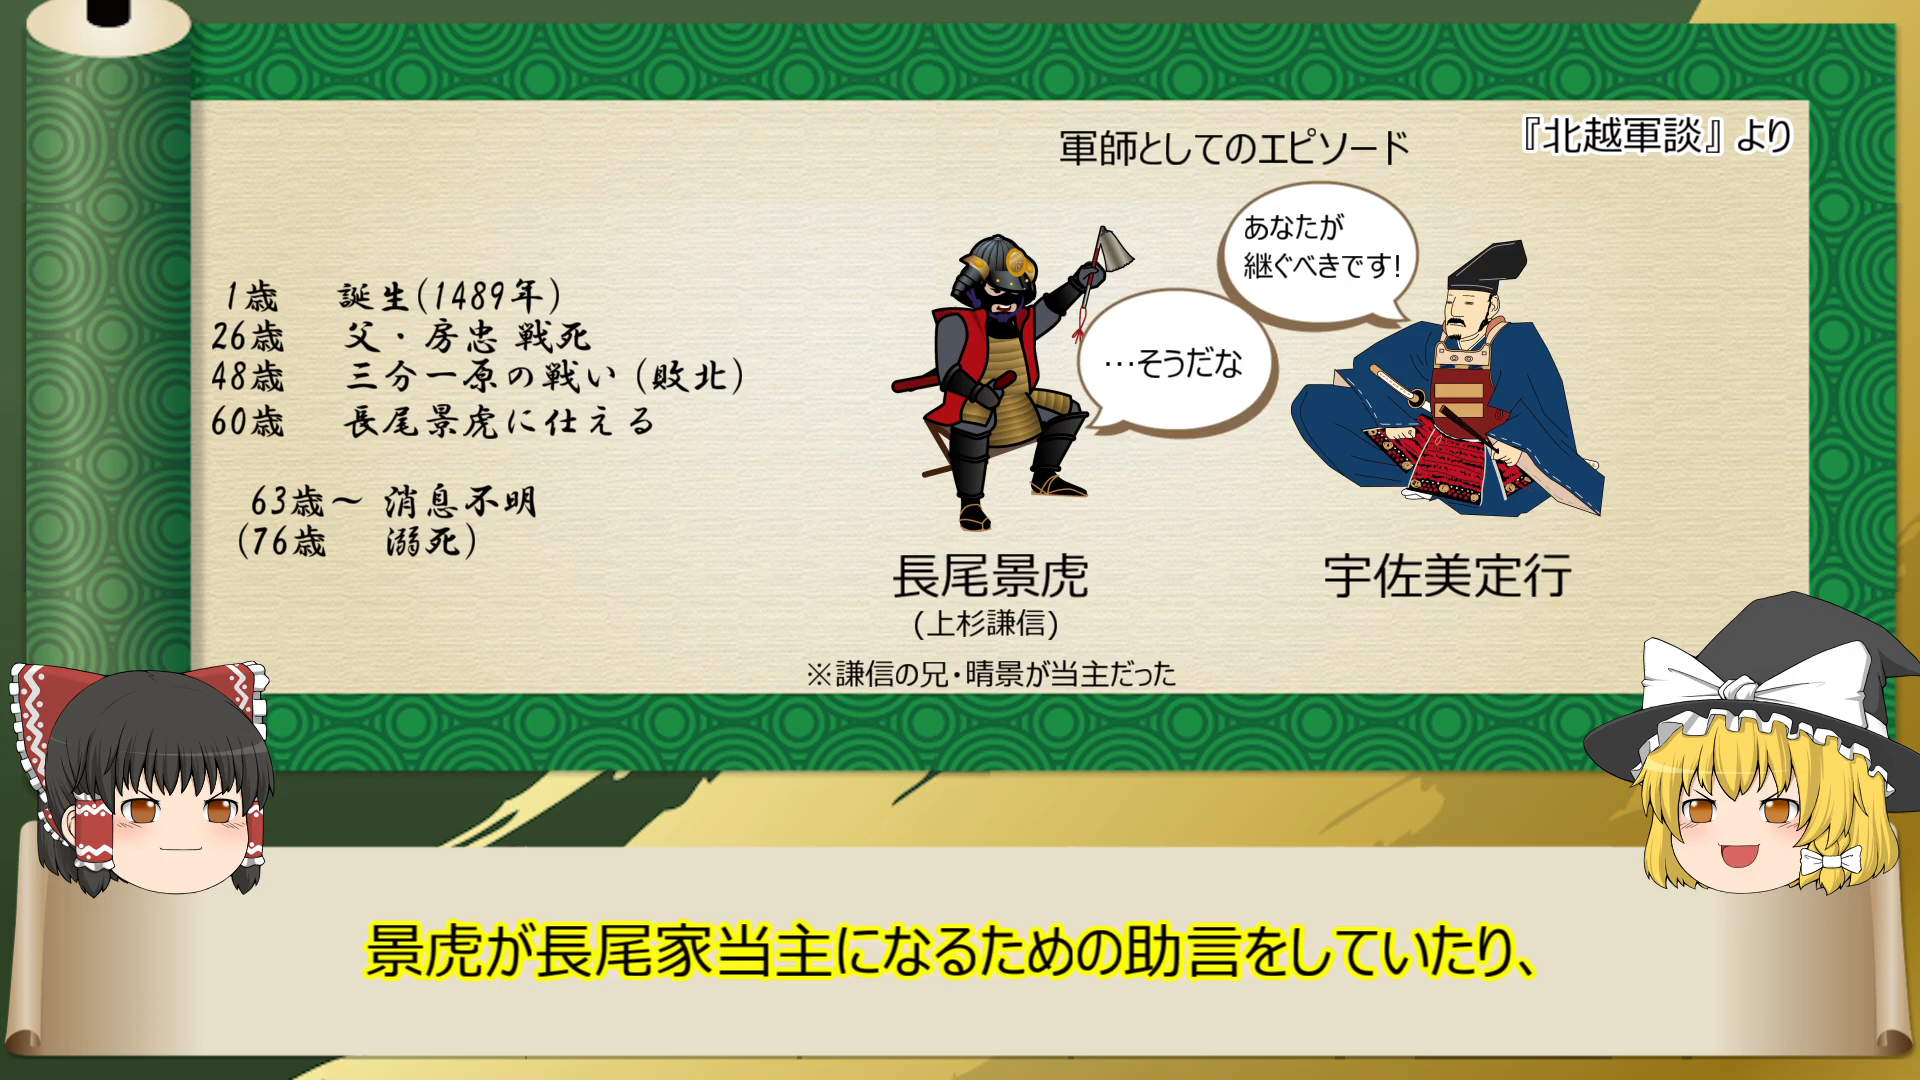 『北越軍談』より
軍師としてのエピソード
あなたが
継ぐべきです!
…そうだな
1歳 誕生(1489年)
26歳 父・房忠 戦死
48歳 三分一原の戦い(敗北)
60歳 長尾景虎に仕える
63歳~ 消息不明
(76歳 溺死)
長尾景虎
(上杉謙信)
※謙信の兄・晴景が当主だった
宇佐美定行
景虎が長尾家当主になるための助言をしていたり、